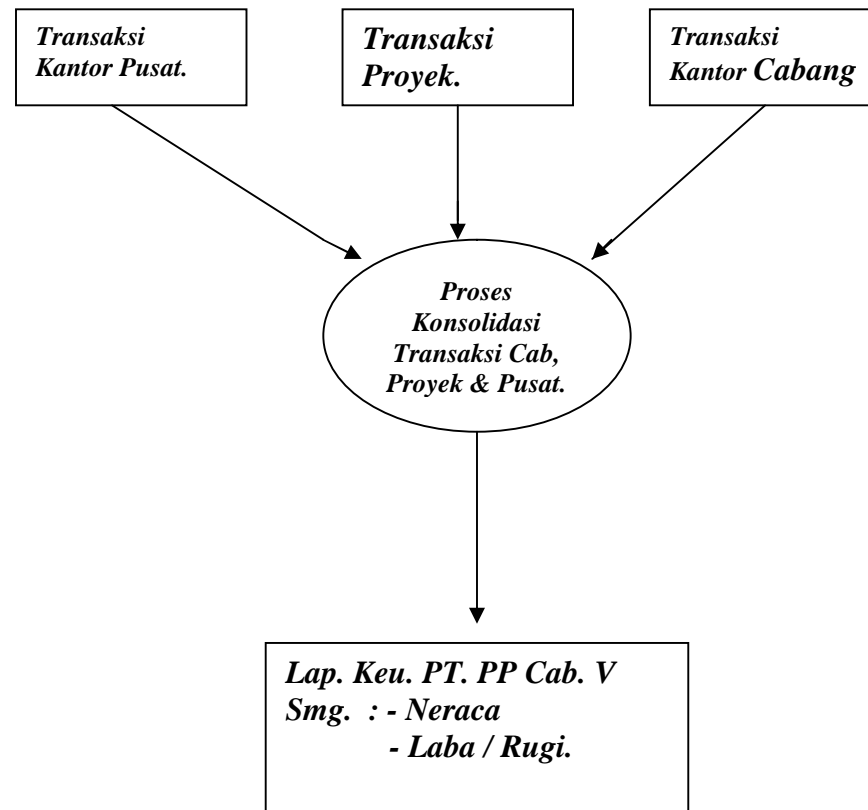 Transaksi
Kantor Pusat.
Transaksi
Proyek.
Transaksi
Kantor Cabang
Proses
Konsolidasi
Transaksi Cab,
Proyek & Pusat.
Lap. Keu. PT. PP Cab. V
Smg. : - Neraca
- Laba / Rugi.